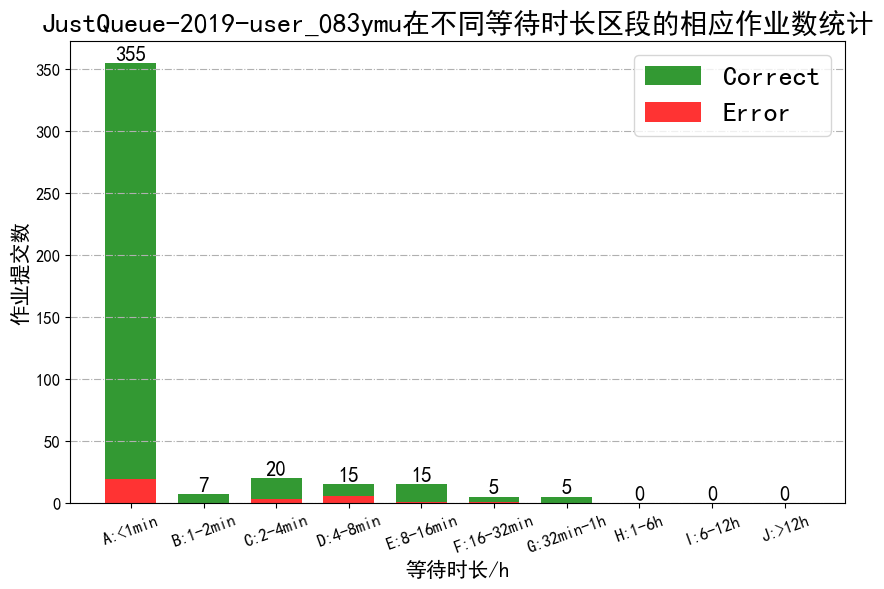 JustQueue-2019-user_083ymu在不同等待时长区段的相应作业数统计
355
350
300
250
200
150
100
50
0
作业提交数
Correct
Error
7
20
15
15
5
5
0
0
0
A:<1min
B:1-2min
C:2-4min
D:4-8min
E:8-16min
F:16-32min
G:32min-1h
H:1-6h
I:6-12h
J:>12h
等待时长/h